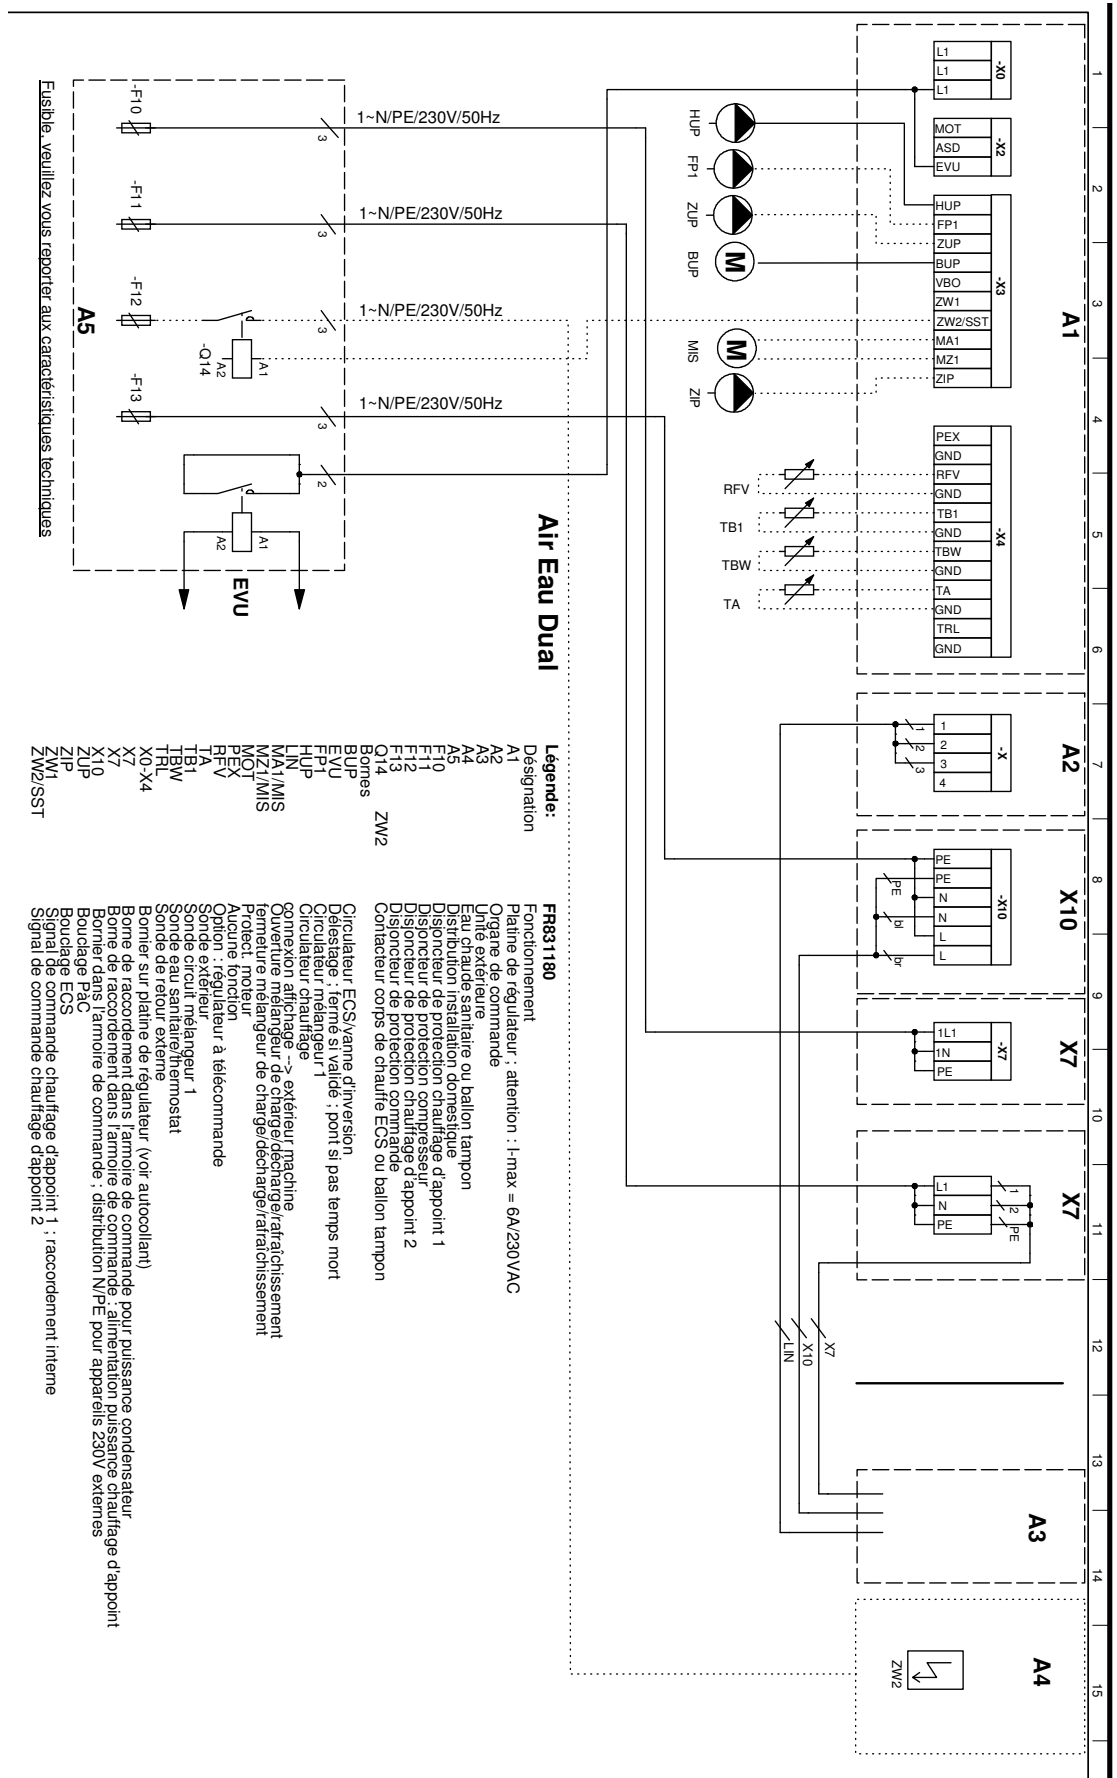 1 2 3 4 5 6 7 8 9 10 11 12 13 14 15
A1
A2
X10
X7
X7
A3
A4
-X0
L1
L1
L1
-X2
MOT
ASD
EVU
-X3
HUP
FP1
ZUP
BUP
VBO
ZW1
ZW2/SST
MA1
MZ1
ZIP
-X4
PEX
GND
RFV
GND
TB1
GND
TBW
GND
TA
GND
TRL
GND
-X
1
2
3
4
1
2
3
-X10
PE
PE
N
N
L
L
PE
bl
br
-X7
1L1
1N
PE
L1
N
PE
1
2
PE
ZW2
HUP
FP1
ZUP
BUP
M
MIS
M
ZIP
RFV
TB1
TBW
TA
X7
X10
LIN
1~N/PE/230V/50Hz
1~N/PE/230V/50Hz
1~N/PE/230V/50Hz
1~N/PE/230V/50Hz
3
3
3
3
2
-F10
-F11
-F12
-F13
-Q14
A1
A2
A1
A2
EVU
A5
Fusible, veuillez vous reporter aux caractéristiques techniques
Air Eau Dual
Légende: FR831180
Désignation Fonctionnement
A1 Platine de régulateur ; attention : I-max = 6A/230VAC
A2 Organe de commande
A3 Unité extérieure
A4 Eau chaude sanitaire ou ballon tampon
A5 Distribution installation domestique
F10 Disjoncteur de protection chauffage d'appoint 1
F11 Disjoncteur de protection compresseur
F12 Disjoncteur de protection chauffage d'appoint 2
F13 Disjoncteur de protection commande
Q14 ZW2 Contacteur corps de chauffe ECS ou ballon tampon
Bornes
BUP Circulateur ECS/vanne d'inversion
EVU Délestage ; fermé si validé ; pont si pas temps mort
FP1 Circulateur mélangeur 1
HUP Circulateur chauffage
LIN connexion affichage --> extérieur machine
MA1/MIS Ouverture mélangeur de charge/décharge/rafraîchissement
MZ1/MIS fermeture mélangeur de charge/décharge/rafraîchissement
MOT Protect. moteur
PEX Aucune fonction
RFV Option : régulateur à télécommande
TA Sonde extérieur
TB1 Sonde circuit mélangeur 1
TBW Sonde eau sanitaire/thermostat
TRL Sonde de retour externe
X0-X4 Bornier sur platine de régulateur (voir autocollant)
X7 Borne de raccordement dans l'armoire de commande pour puissance condensateur
X7 Borne de raccordement dans l'armoire de commande ; alimentation puissance chauffage d'appoint
X10 Bornier dans l'armoire de commande ; distribution N/PE pour appareils 230V externes
ZUP Bouclage PàC
ZIP Bouclage ECS
ZW1 Signal de commande chauffage d'appoint 1 ; raccordement interne
ZW2/SST Signal de commande chauffage d'appoint 2